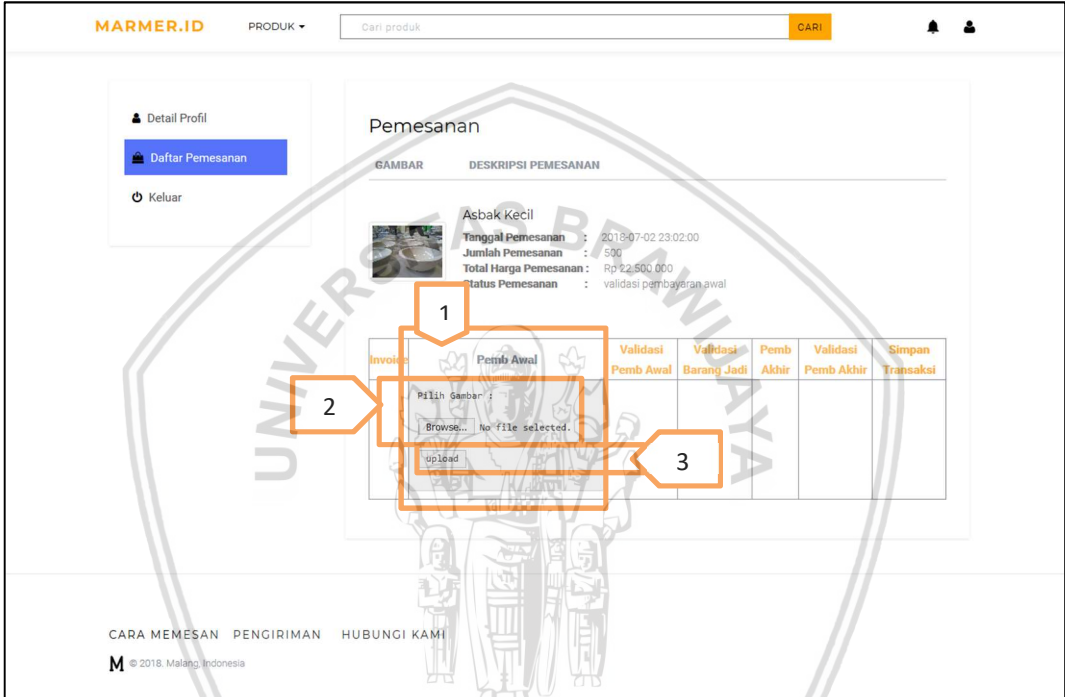 MARMER.ID PRODUK Cari produk CARI
Detail Profil
Daftar Pemesanan
Keluar
Pemesanan
GAMBAR DESKRIPSI PEMESANAN
Asbak Kecil
Tanggal Pemesanan : 2018-07-02 23:02:00
Jumlah Pemesanan : 500
Total Harga Pemesanan : Rp 22.500.000
Status Pemesanan : validasi pembayaran awal
1
Invoice Pemb Awal Validasi Pemb Awal Validasi Barang Jadi Pemb Akhir Validasi Pemb Akhir Simpan Transaksi
2
Pilih Gambar :
Browse... No file selected.
upload
3
CARA MEMESAN PENGIRIMAN HUBUNGI KAMI
M © 2018. Malang, Indonesia
UNIVERSITAS BRAWIJAYA